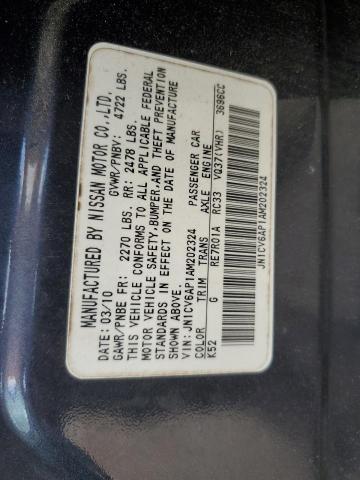 MANUFACTURED BY NISSAN MOTOR CO.,LTD.
DATE: 03/10 GVWR/PNBV: 4722 LBS.
GAWR/PNBE FR: 2270 LBS. RR: 2478 LBS.
THIS VEHICLE CONFORMS TO ALL APPLICABLE FEDERAL
MOTOR VEHICLE SAFETY,BUMPER,AND THEFT PREVENTION
STANDARDS IN EFFECT ON THE DATE OF MANUFACTURE
SHOWN ABOVE.
VIN: JN1CV6AP1AM202324 PASSENGER CAR
COLOR TRIM TRANS AXLE ENGINE
K52 G RE7R01A RC33 VQ37(VHR) 3696CC
JN1CV6AP1AM202324